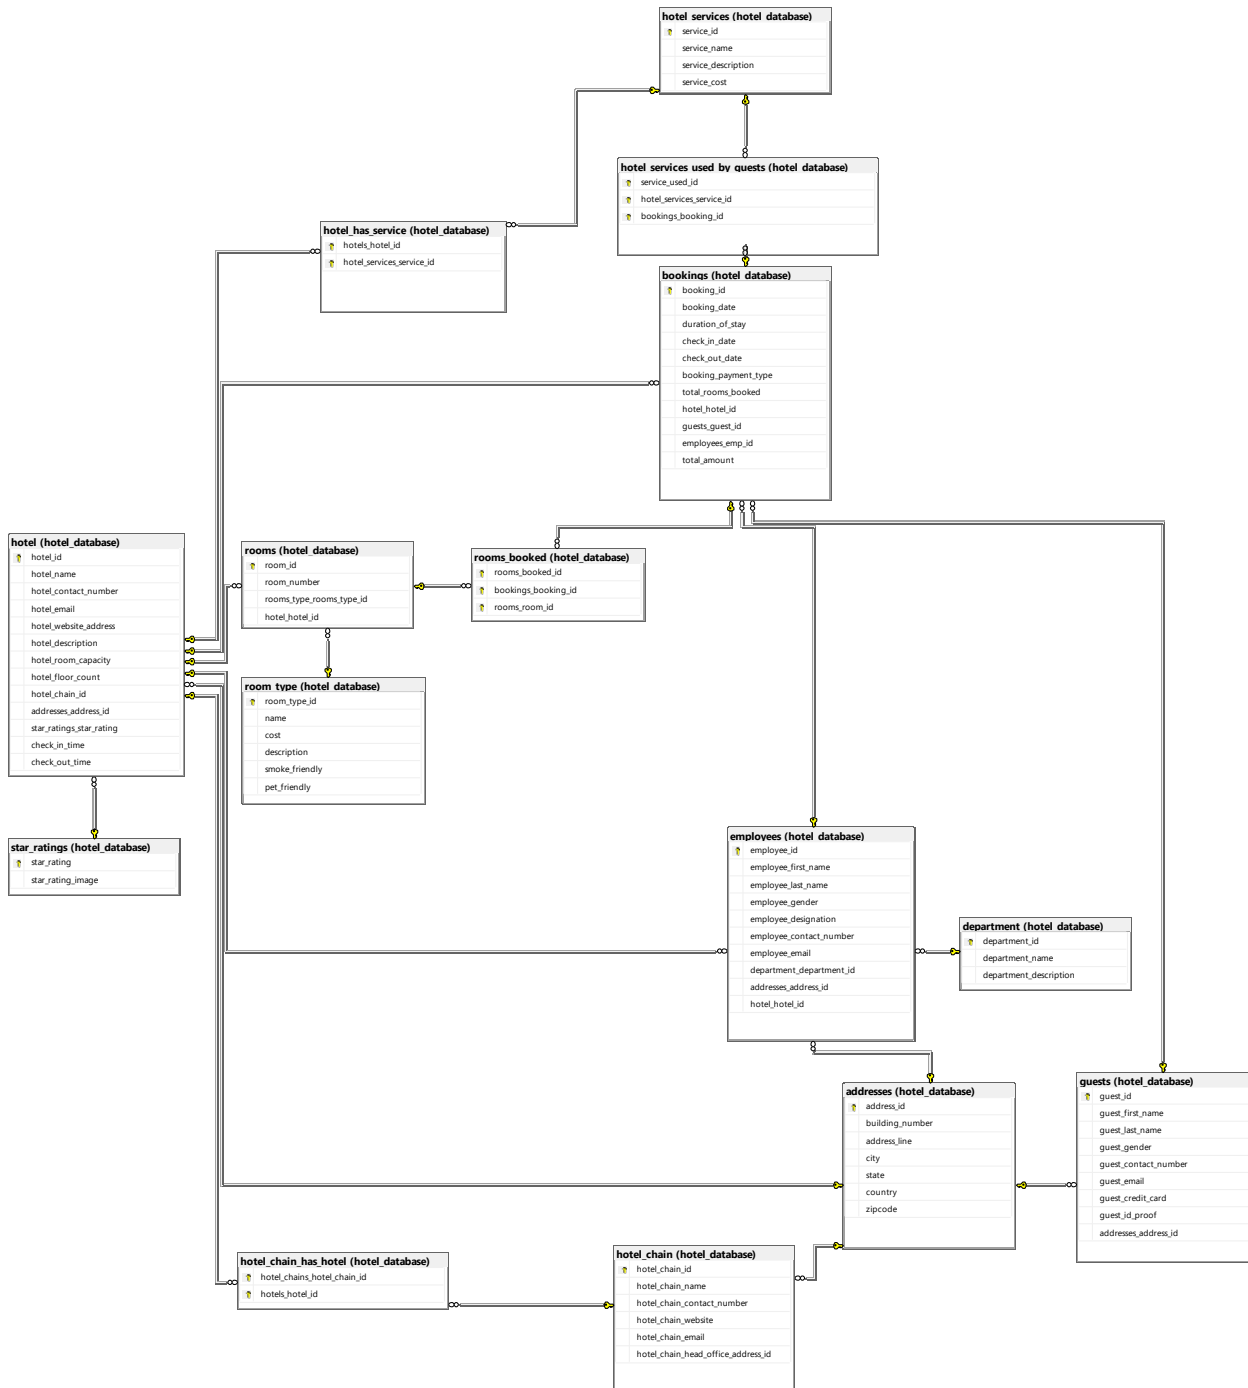 hotel_services (hotel_database)
service_id
service_name
service_description
service_cost
hotel_services_used_by_guests (hotel_database)
service_used_id
hotel_services_service_id
bookings_booking_id
hotel_has_service (hotel_database)
hotels_hotel_id
hotel_services_service_id
bookings (hotel_database)
booking_id
booking_date
duration_of_stay
check_in_date
check_out_date
booking_payment_type
total_rooms_booked
hotel_hotel_id
guests_guest_id
employees_emp_id
total_amount
hotel (hotel_database)
hotel_id
hotel_name
hotel_contact_number
hotel_email
hotel_website_address
hotel_description
hotel_room_capacity
hotel_floor_count
hotel_chain_id
addresses_address_id
star_ratings_star_rating
check_in_time
check_out_time
rooms (hotel_database)
room_id
room_number
rooms_type_rooms_type_id
hotel_hotel_id
rooms_booked (hotel_database)
rooms_booked_id
bookings_booking_id
rooms_room_id
room_type (hotel_database)
room_type_id
name
cost
description
smoke_friendly
pet_friendly
star_ratings (hotel_database)
star_rating
star_rating_image
employees (hotel_database)
employee_id
employee_first_name
employee_last_name
employee_gender
employee_designation
employee_contact_number
employee_email
department_department_id
addresses_address_id
hotel_hotel_id
department (hotel_database)
department_id
department_name
department_description
addresses (hotel_database)
address_id
building_number
address_line
city
state
country
zipcode
guests (hotel_database)
guest_id
guest_first_name
guest_last_name
guest_gender
guest_contact_number
guest_email
guest_credit_card
guest_id_proof
addresses_address_id
hotel_chain_has_hotel (hotel_database)
hotel_chains_hotel_chain_id
hotels_hotel_id
hotel_chain (hotel_database)
hotel_chain_id
hotel_chain_name
hotel_chain_contact_number
hotel_chain_website
hotel_chain_email
hotel_chain_head_office_address_id